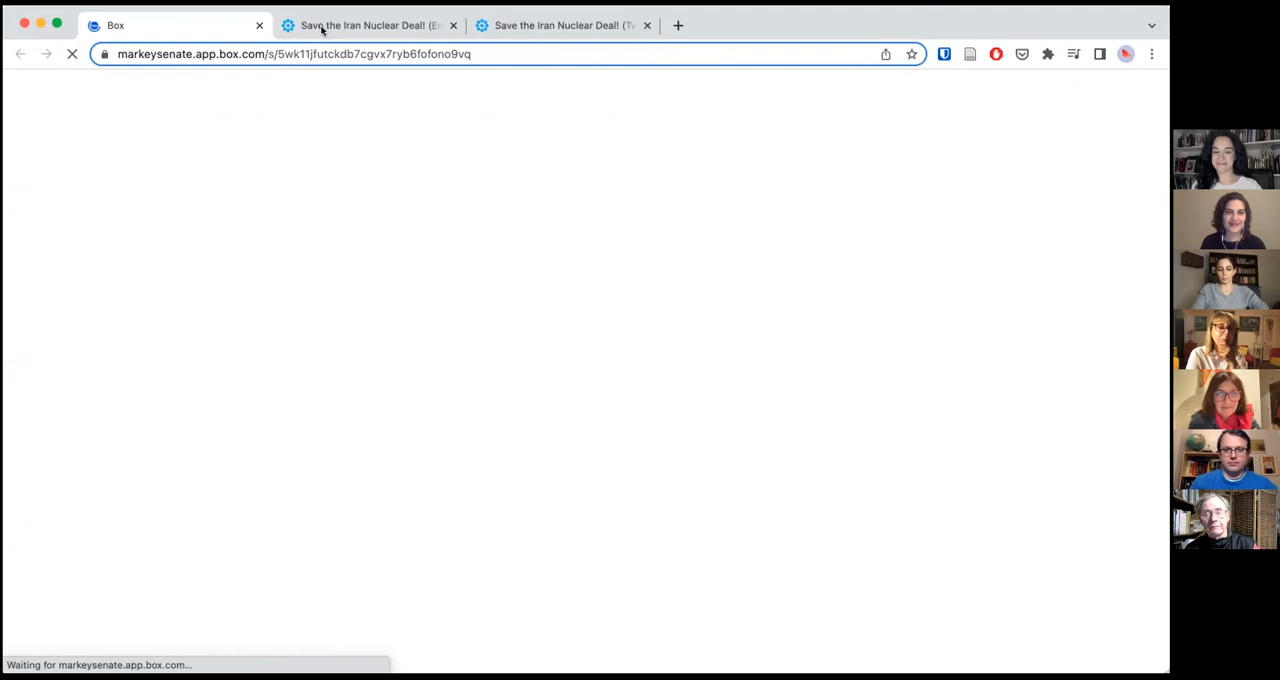 Box
Save the Iran Nuclear Deal! (E
Save the Iran Nuclear Deal! (T
markeysenate.app.box.com/s/5wk11jfutckdb7cgvx7ryb6fofono9vq
Waiting for markeysenate.app.box.com...